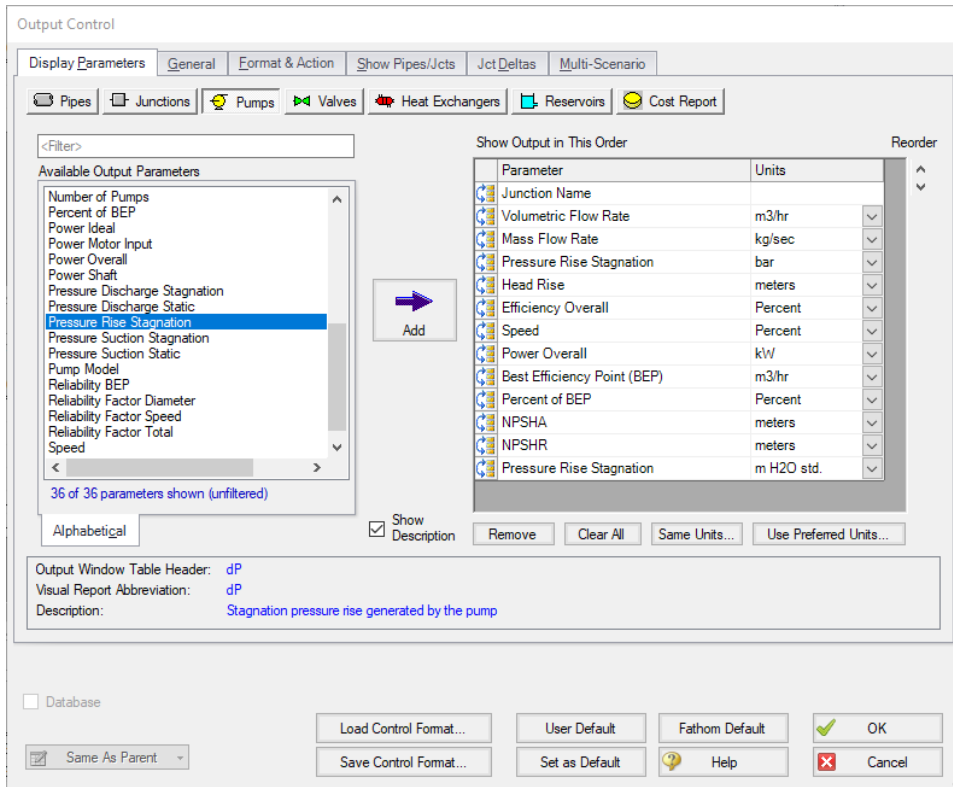 Output Control
Display Parameters General Format & Action Show Pipes/Jcts Jct Deltas Multi-Scenario
Pipes Junctions Pumps Valves Heat Exchangers Reservoirs Cost Report
<Filter>
Available Output Parameters
Number of Pumps
Percent of BEP
Power Ideal
Power Motor Input
Power Overall
Power Shaft
Pressure Discharge Stagnation
Pressure Discharge Static
Pressure Rise Stagnation
Pressure Suction Stagnation
Pressure Suction Static
Pump Model
Reliability BEP
Reliability Factor Diameter
Reliability Factor Speed
Reliability Factor Total
Speed
36 of 36 parameters shown (unfiltered)
Alphabetical
Add
Show
Description
Show Output in This Order Reorder
Parameter Units
Junction Name
Volumetric Flow Rate m3/hr
Mass Flow Rate kg/sec
Pressure Rise Stagnation bar
Head Rise meters
Efficiency Overall Percent
Speed Percent
Power Overall kW
Best Efficiency Point (BEP) m3/hr
Percent of BEP Percent
NPSHA meters
NPSHR meters
Pressure Rise Stagnation m H2O std.
Remove Clear All Same Units... Use Preferred Units...
Output Window Table Header: dP
Visual Report Abbreviation: dP
Description: Stagnation pressure rise generated by the pump
Database
Same As Parent
Load Control Format... User Default Fathom Default OK
Save Control Format... Set as Default Help Cancel